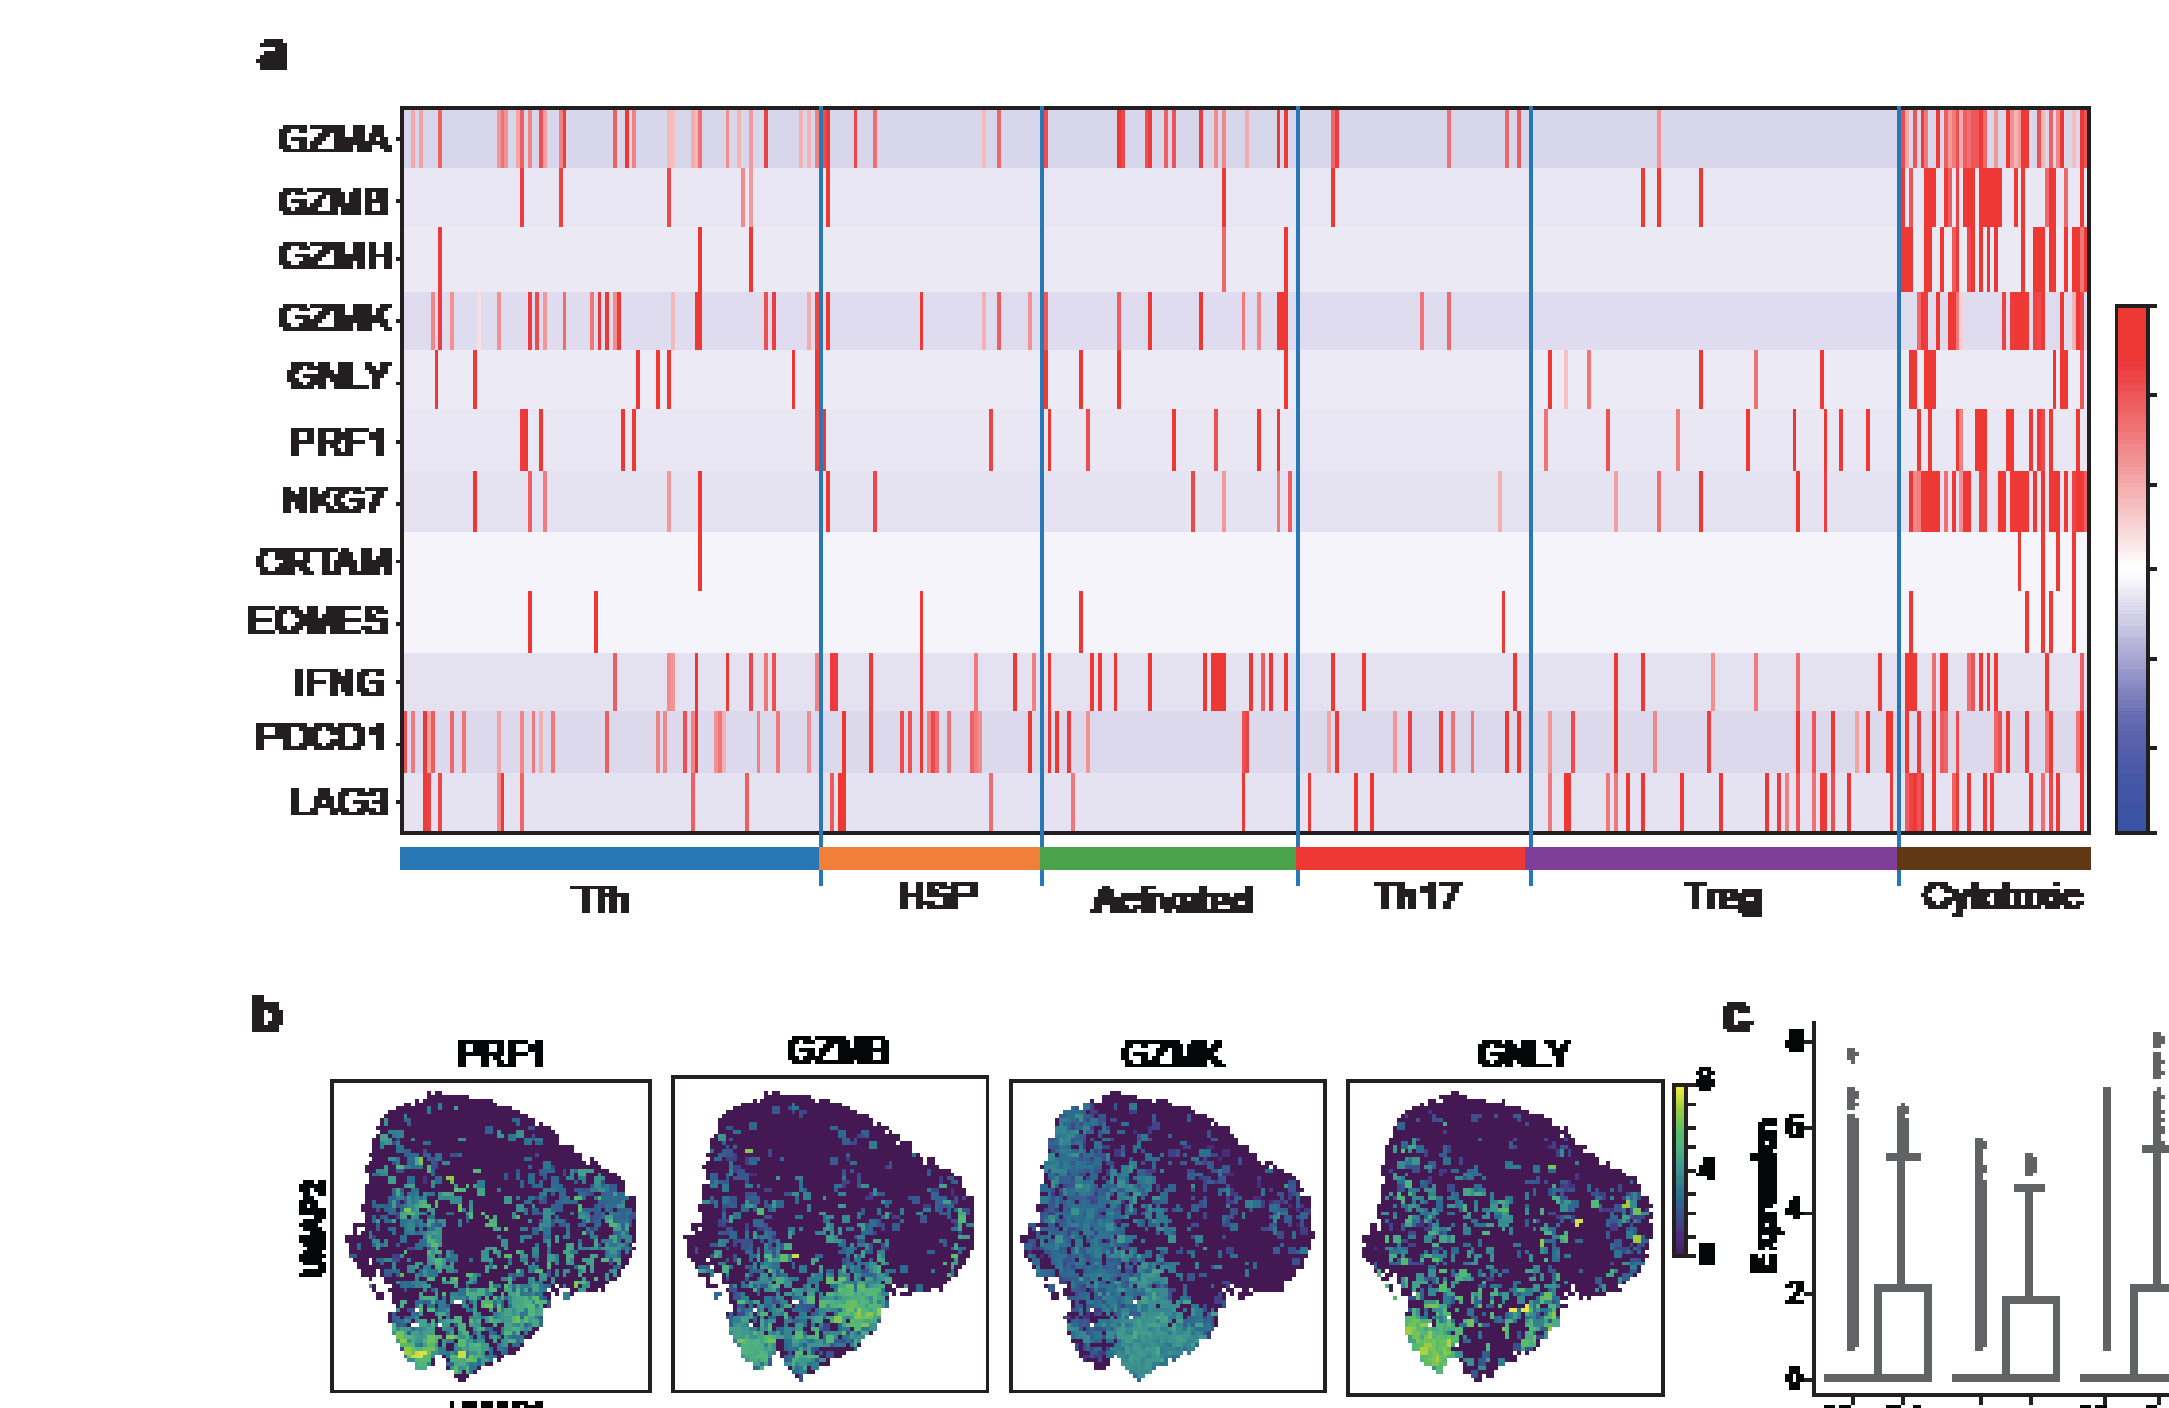 a
GZMA
GZMB
GZMH
GZMK
GNLY
PRF1
NKG7
CRTAM
EOMES
IFNG
PDCD1
LAG3
Tfh HSP Activated Th17 Treg Cytotoxic
b
PRF1 GZMB GZMK GNLY
UMAP2
8
4
0
c
Expression
8
6
4
2
0